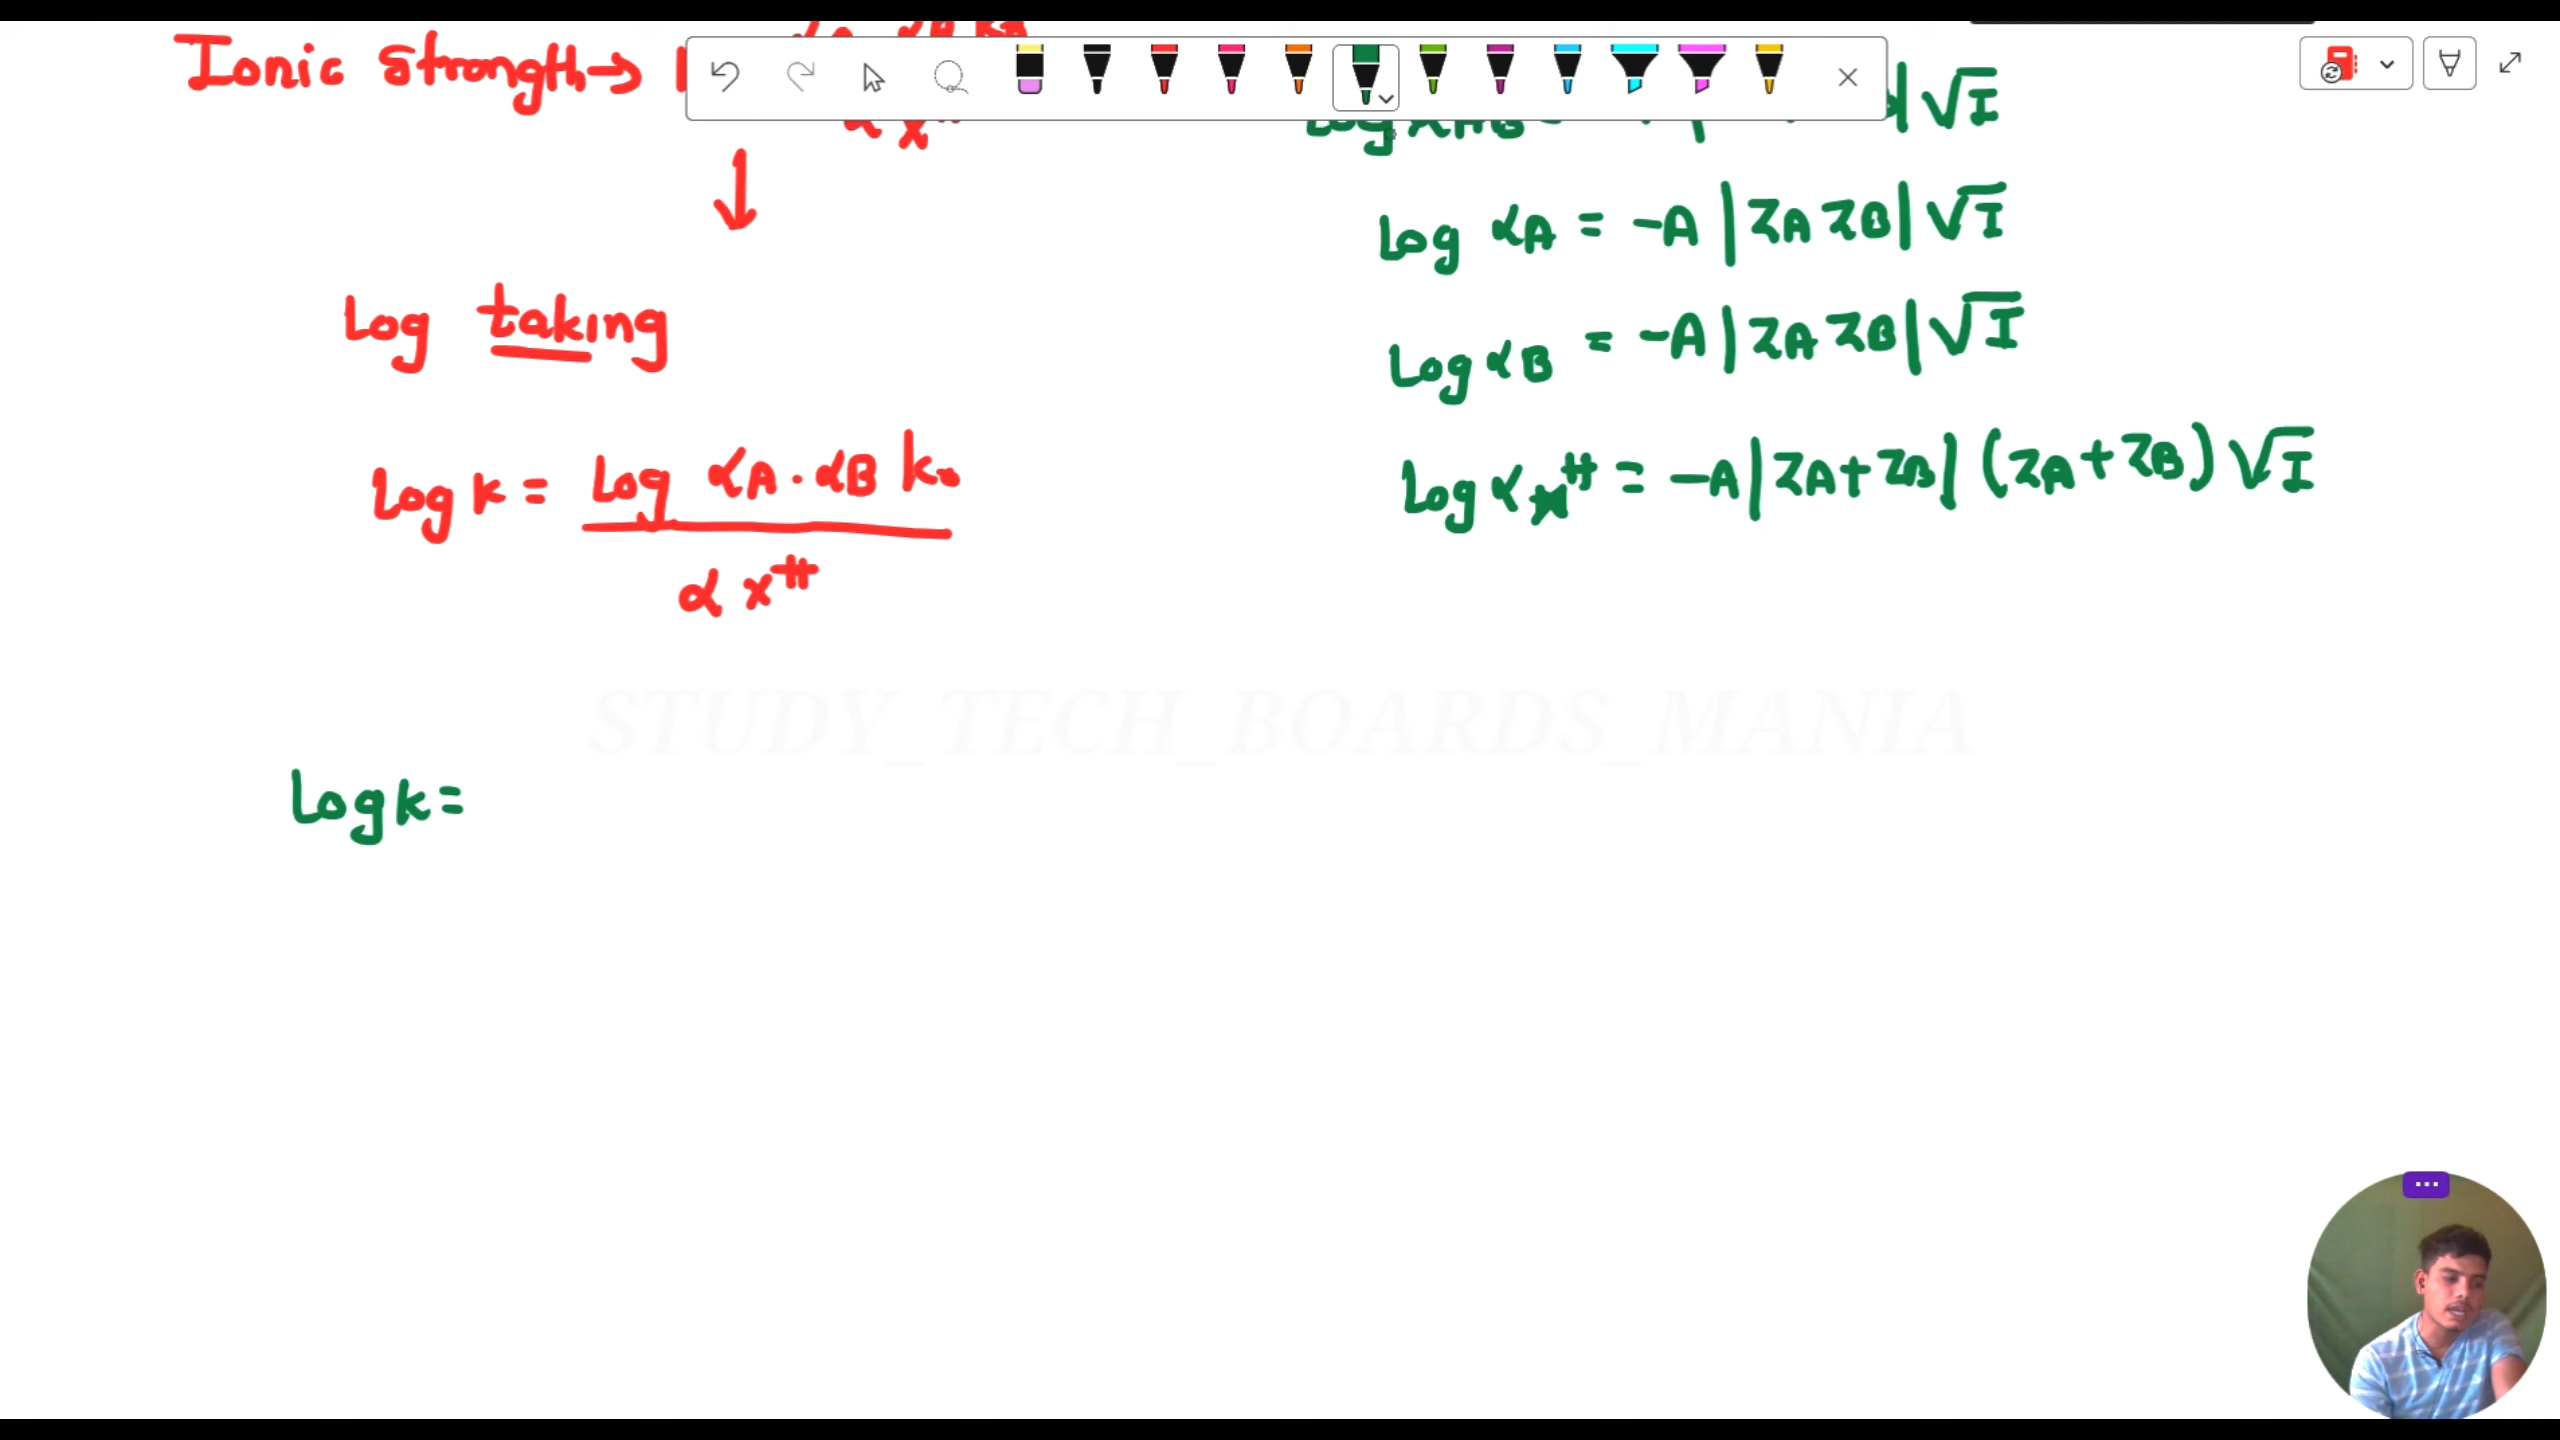 Ionic Strength→
√I
log αA = -A |ZA ZB| √I
log αB = -A |ZA ZB| √I
log αx# = -A |ZA+ZB| (ZA+ZB) √I
Log taking
log k = log αA . αB k₀
α x#
STUDY_TECH_BOARDS_MANIA
log k =